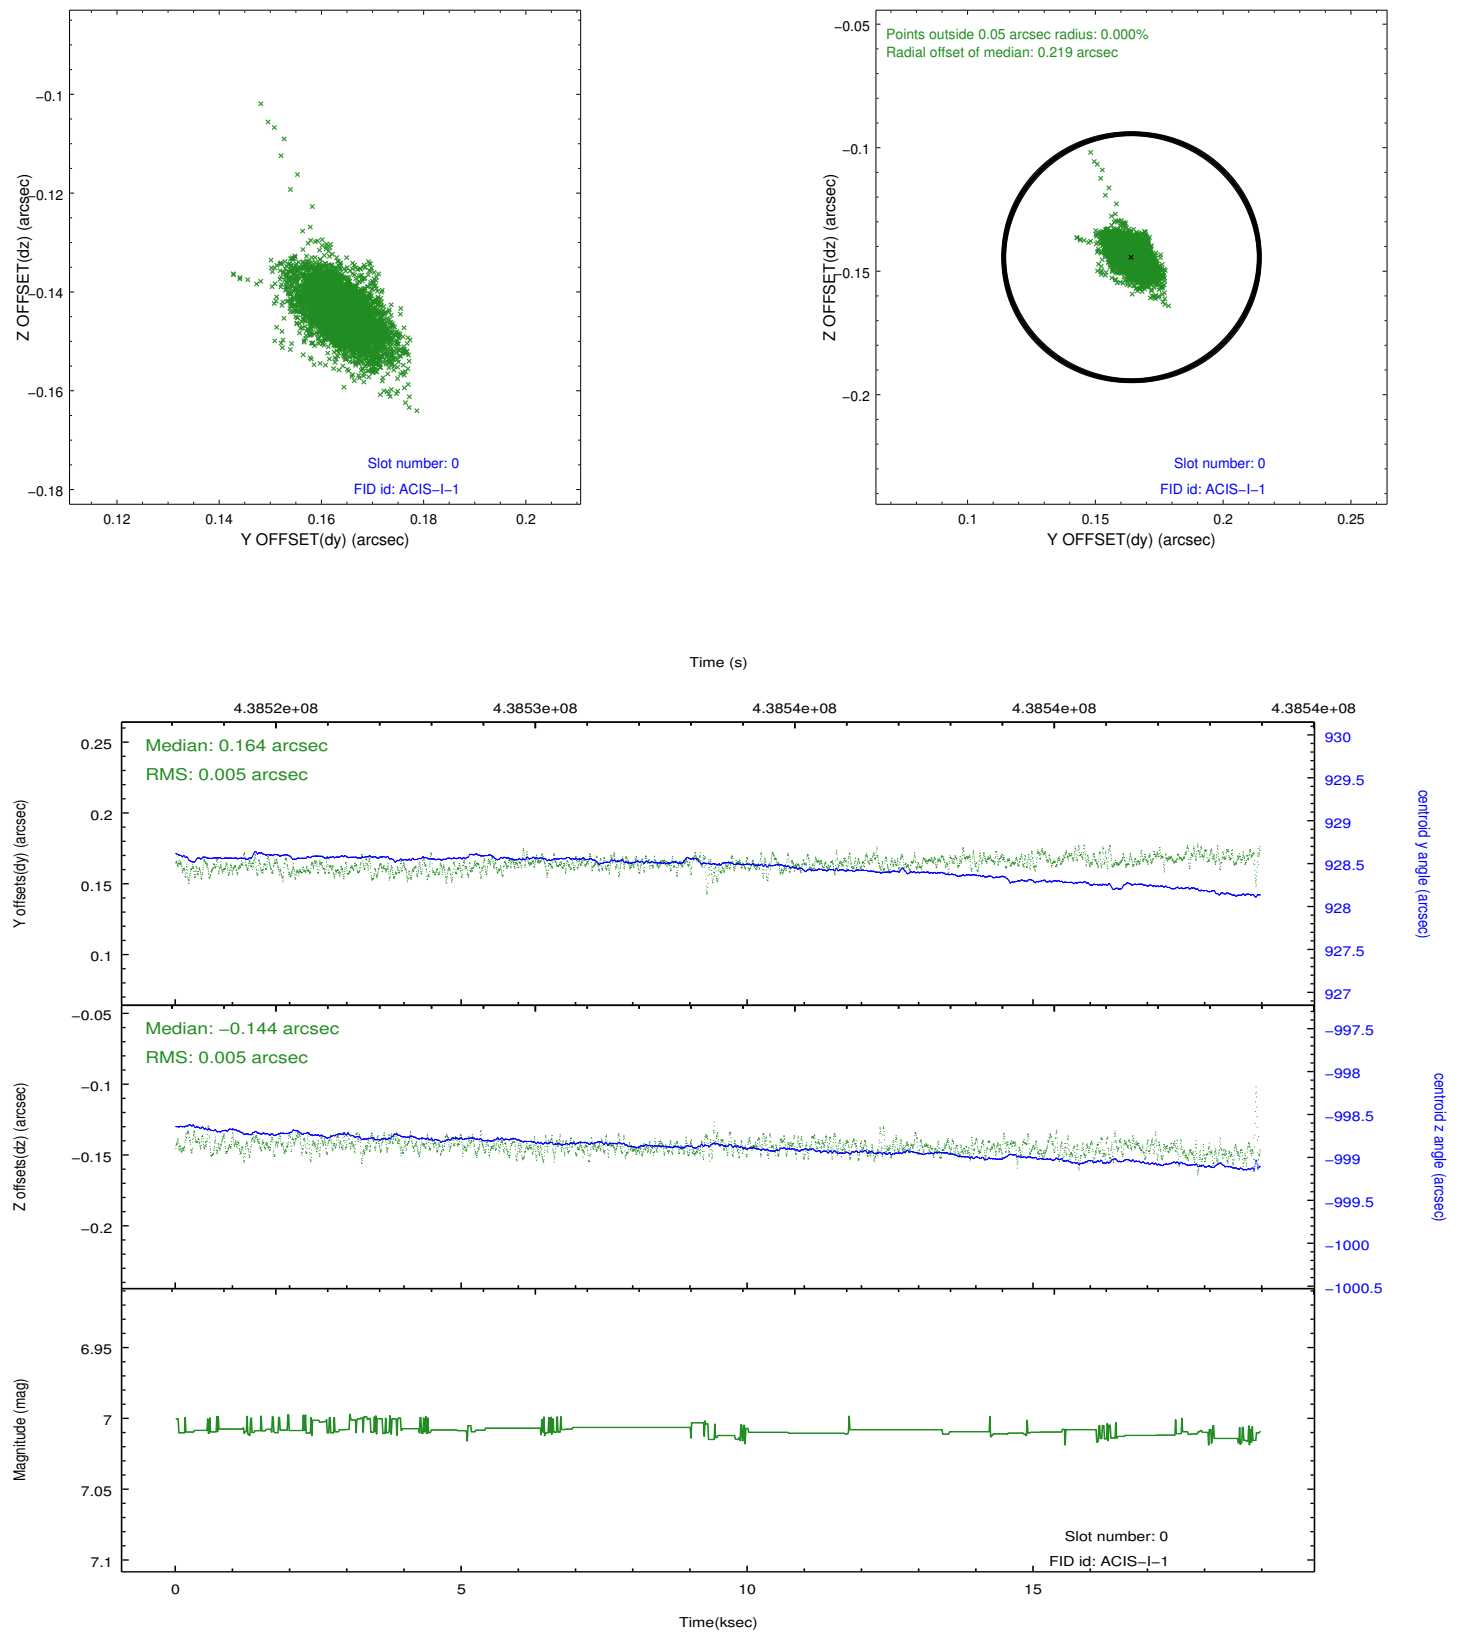 −0.1
−0.12
−0.14
−0.16
−0.18
Z OFFSET(dz) (arcsec)
Slot number: 0
FID id: ACIS−I−1
0.12 0.14 0.16 0.18 0.2
Y OFFSET(dy) (arcsec)
Points outside 0.05 arcsec radius: 0.000%
Radial offset of median: 0.219 arcsec
−0.05
−0.1
−0.15
−0.2
Z OFFSET(dz) (arcsec)
Slot number: 0
FID id: ACIS−I−1
0.1 0.15 0.2 0.25
Y OFFSET(dy) (arcsec)
Time (s)
4.3852e+08 4.3853e+08 4.3854e+08 4.3854e+08 4.3854e+08
Median: 0.164 arcsec
RMS: 0.005 arcsec
0.25
0.2
0.15
0.1
Y offsets(dy) (arcsec)
930
929.5
929
928.5
928
927.5
927
centroid y angle (arcsec)
Median: −0.144 arcsec
RMS: 0.005 arcsec
−0.05
−0.1
−0.15
−0.2
Z offsets(dz) (arcsec)
−997.5
−998
−998.5
−999
−999.5
−1000
−1000.5
centroid z angle (arcsec)
6.95
7
7.05
7.1
Magnitude (mag)
Slot number: 0
FID id: ACIS−I−1
0 5 10 15
Time(ksec)